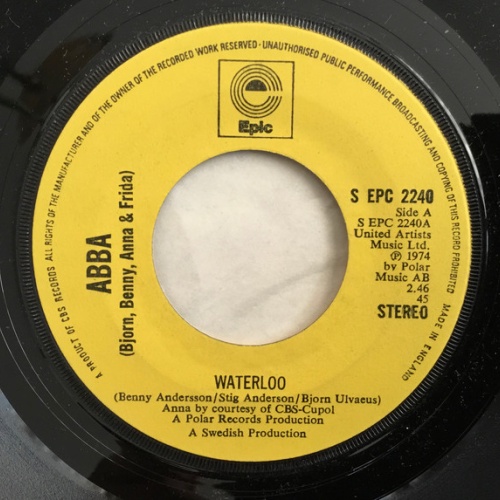 ALL RIGHTS OF THE MANUFACTURER AND OF THE OWNER OF THE RECORDED WORK RESERVED · UNAUTHORISED PUBLIC PERFORMANCE BROADCASTING AND COPYING OF THIS RECORD PROHIBITED
Epic
ABBA
(Bjorn, Benny, Anna & Frida)
S EPC 2240
Side A
S EPC 2240A
United Artists
Music Ltd.
℗ 1974
by Polar
Music AB
2.46
45
STEREO
WATERLOO
(Benny Andersson/Stig Anderson/Bjorn Ulvaeus)
Anna by courtesy of CBS-Cupol
A Polar Records Production
A Swedish Production
A PRODUCT OF CBS RECORDS
MADE IN ENGLAND